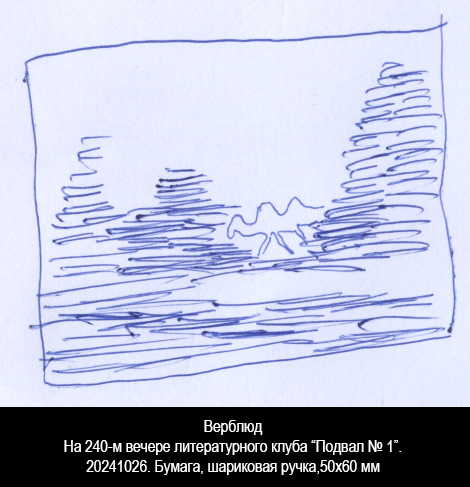 Верблюд
На 240-м вечере литературного клуба “Подвал № 1”.
20241026. Бумага, шариковая ручка,50x60 мм